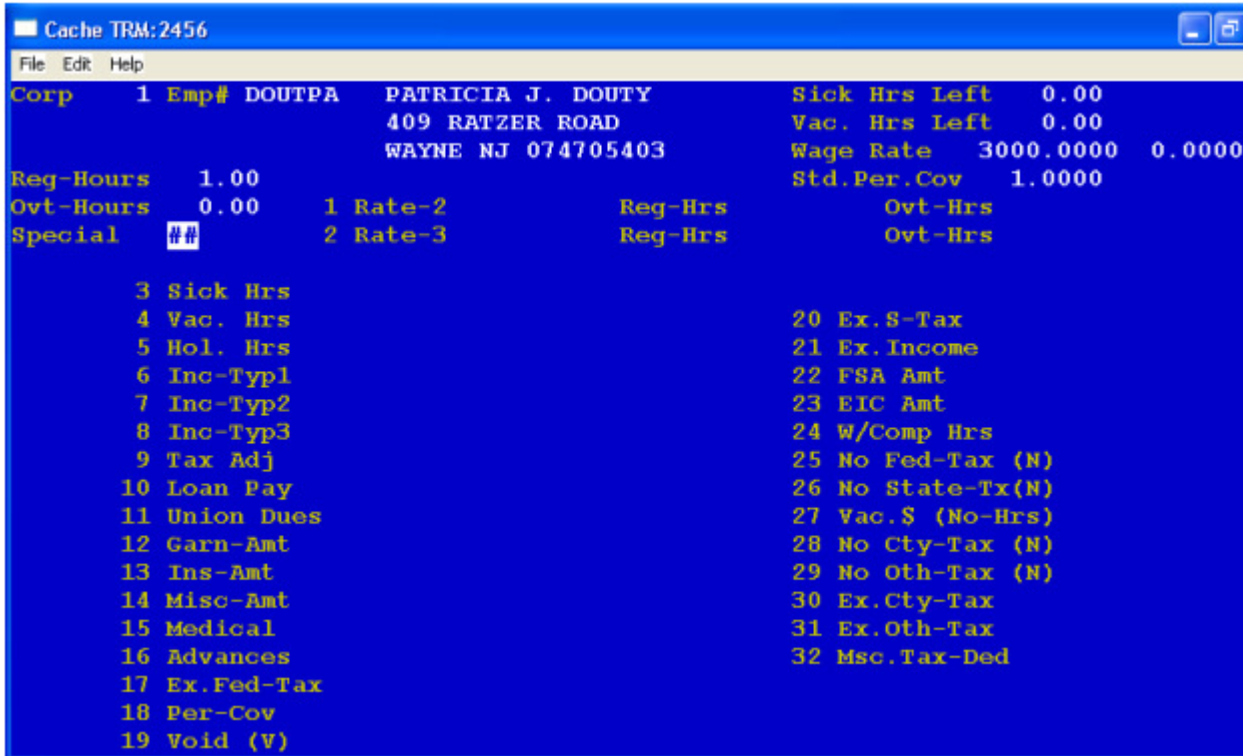 Cache TRM:2456
File Edit Help
Corp 1 Emp# DOUTPA PATRICIA J. DOUTY Sick Hrs Left 0.00
409 RATZER ROAD Vac. Hrs Left 0.00
WAYNE NJ 074705403 Wage Rate 3000.0000 0.0000
Reg-Hours 1.00 Std.Per.Cov 1.0000
Ovt-Hours 0.00 1 Rate-2 Reg-Hrs Ovt-Hrs
Special ## 2 Rate-3 Reg-Hrs Ovt-Hrs
3 Sick Hrs
4 Vac. Hrs 20 Ex.S-Tax
5 Hol. Hrs 21 Ex.Income
6 Inc-Typ1 22 FSA Amt
7 Inc-Typ2 23 EIC Amt
8 Inc-Typ3 24 W/Comp Hrs
9 Tax Adj 25 No Fed-Tax (N)
10 Loan Pay 26 No State-Tx(N)
11 Union Dues 27 Vac.$ (No-Hrs)
12 Garn-Amt 28 No Cty-Tax (N)
13 Ins-Amt 29 No Oth-Tax (N)
14 Misc-Amt 30 Ex.Cty-Tax
15 Medical 31 Ex.Oth-Tax
16 Advances 32 Msc.Tax-Ded
17 Ex.Fed-Tax
18 Per-Cov
19 Void (V)